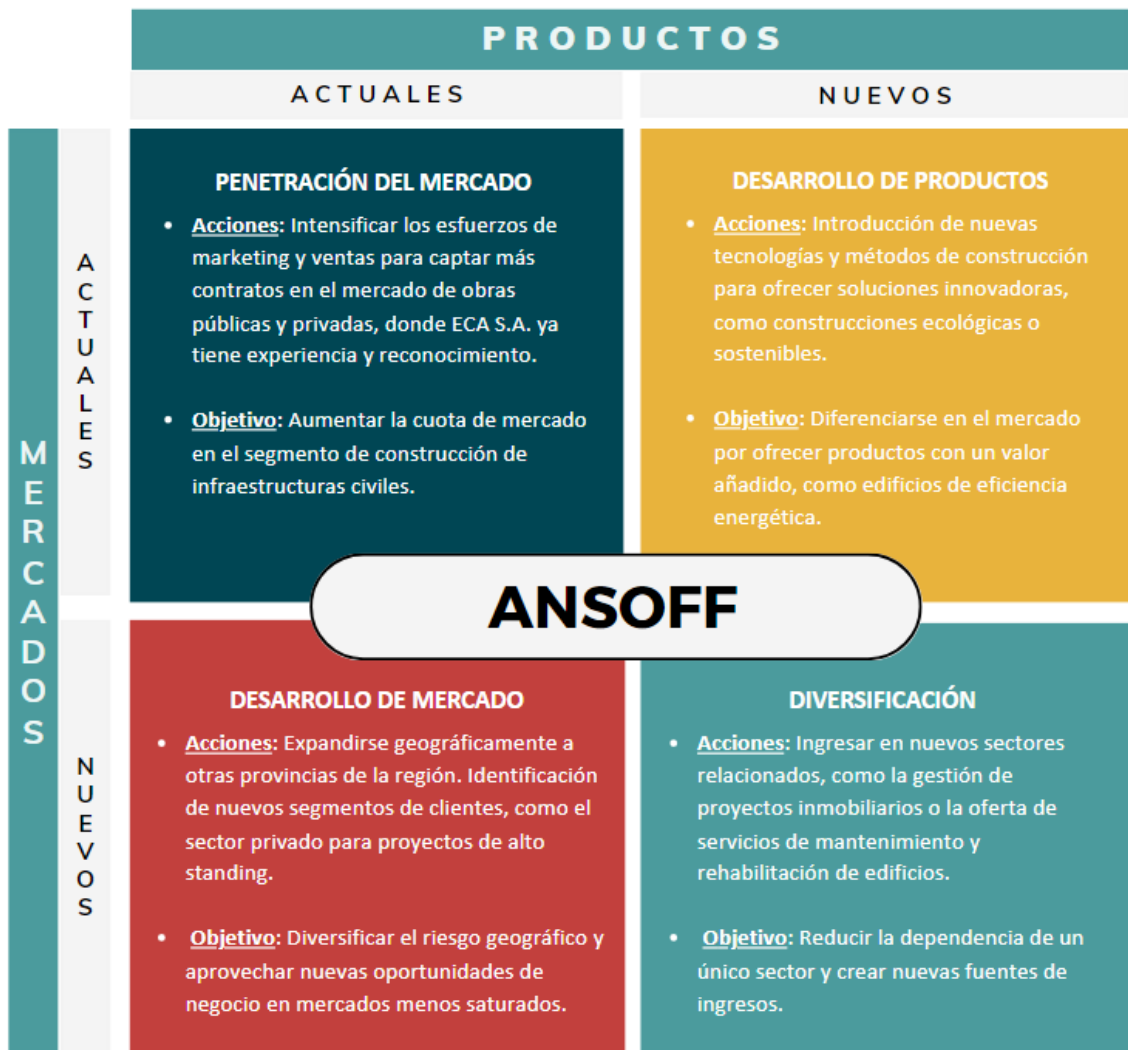 PRODUCTOS
ACTUALES
NUEVOS
MERCADOS
ACTUALES
PENETRACIÓN DEL MERCADO
• Acciones: Intensificar los esfuerzos de
marketing y ventas para captar más
contratos en el mercado de obras
públicas y privadas, donde ECA S.A. ya
tiene experiencia y reconocimiento.
• Objetivo: Aumentar la cuota de mercado
en el segmento de construcción de
infraestructuras civiles.
DESARROLLO DE PRODUCTOS
• Acciones: Introducción de nuevas
tecnologías y métodos de construcción
para ofrecer soluciones innovadoras,
como construcciones ecológicas o
sostenibles.
• Objetivo: Diferenciarse en el mercado
por ofrecer productos con un valor
añadido, como edificios de eficiencia
energética.
ANSOFF
NUEVOS
DESARROLLO DE MERCADO
• Acciones: Expandirse geográficamente a
otras provincias de la región. Identificación
de nuevos segmentos de clientes, como el
sector privado para proyectos de alto
standing.
• Objetivo: Diversificar el riesgo geográfico y
aprovechar nuevas oportunidades de
negocio en mercados menos saturados.
DIVERSIFICACIÓN
• Acciones: Ingresar en nuevos sectores
relacionados, como la gestión de
proyectos inmobiliarios o la oferta de
servicios de mantenimiento y
rehabilitación de edificios.
• Objetivo: Reducir la dependencia de un
único sector y crear nuevas fuentes de
ingresos.